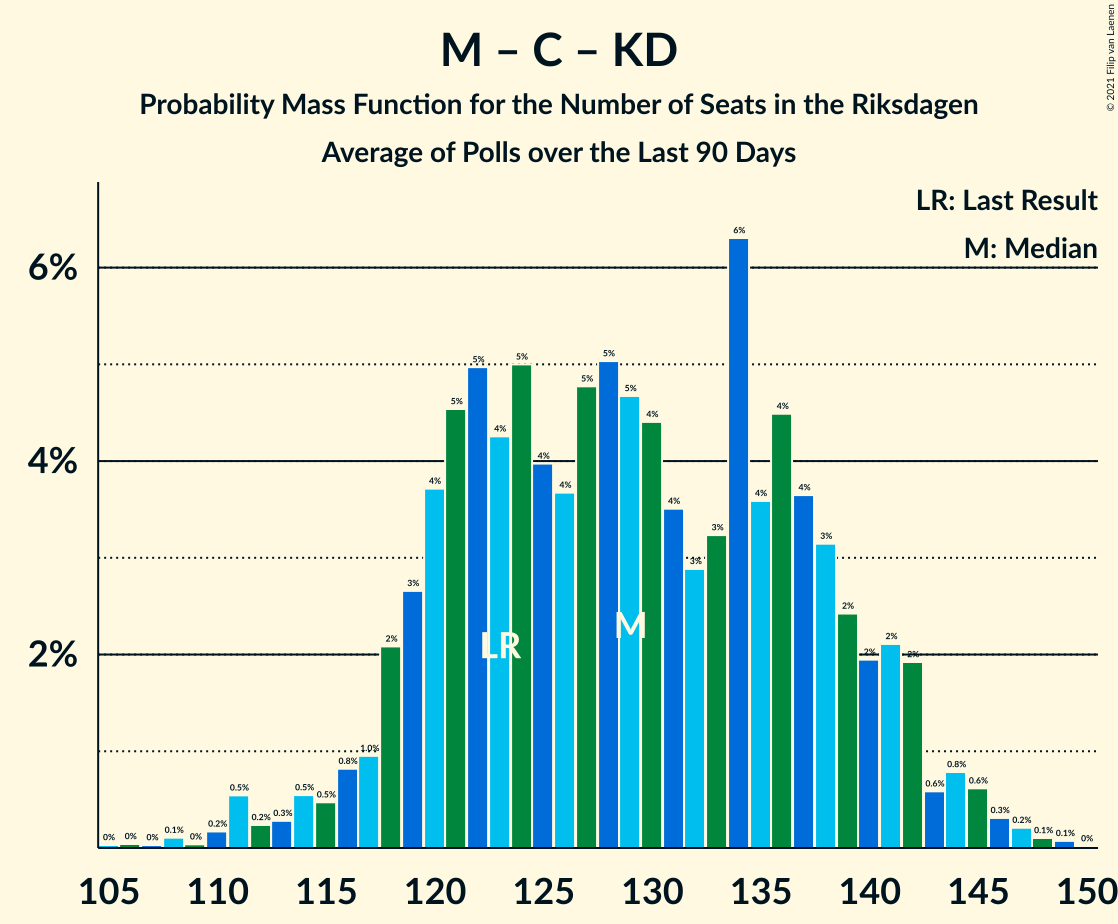 M – C – KD
Probability Mass Function for the Number of Seats in the Riksdagen
Average of Polls over the Last 90 Days
© 2021 Filip van Laenen
LR: Last Result
M: Median
6%
4%
2%
0% 0% 0% 0.1% 0% 0.2% 0.5% 0.2% 0.3% 0.5% 0.5% 0.8% 1.0% 2% 3% 4% 5% 5% 4% 5% 4% 4% 5% 5% 5% 4% 4% 3% 3% 6% 4% 4% 4% 3% 2% 2% 2% 2% 0.6% 0.8% 0.6% 0.3% 0.2% 0.1% 0.1% 0%
LR M
105 110 115 120 125 130 135 140 145 150